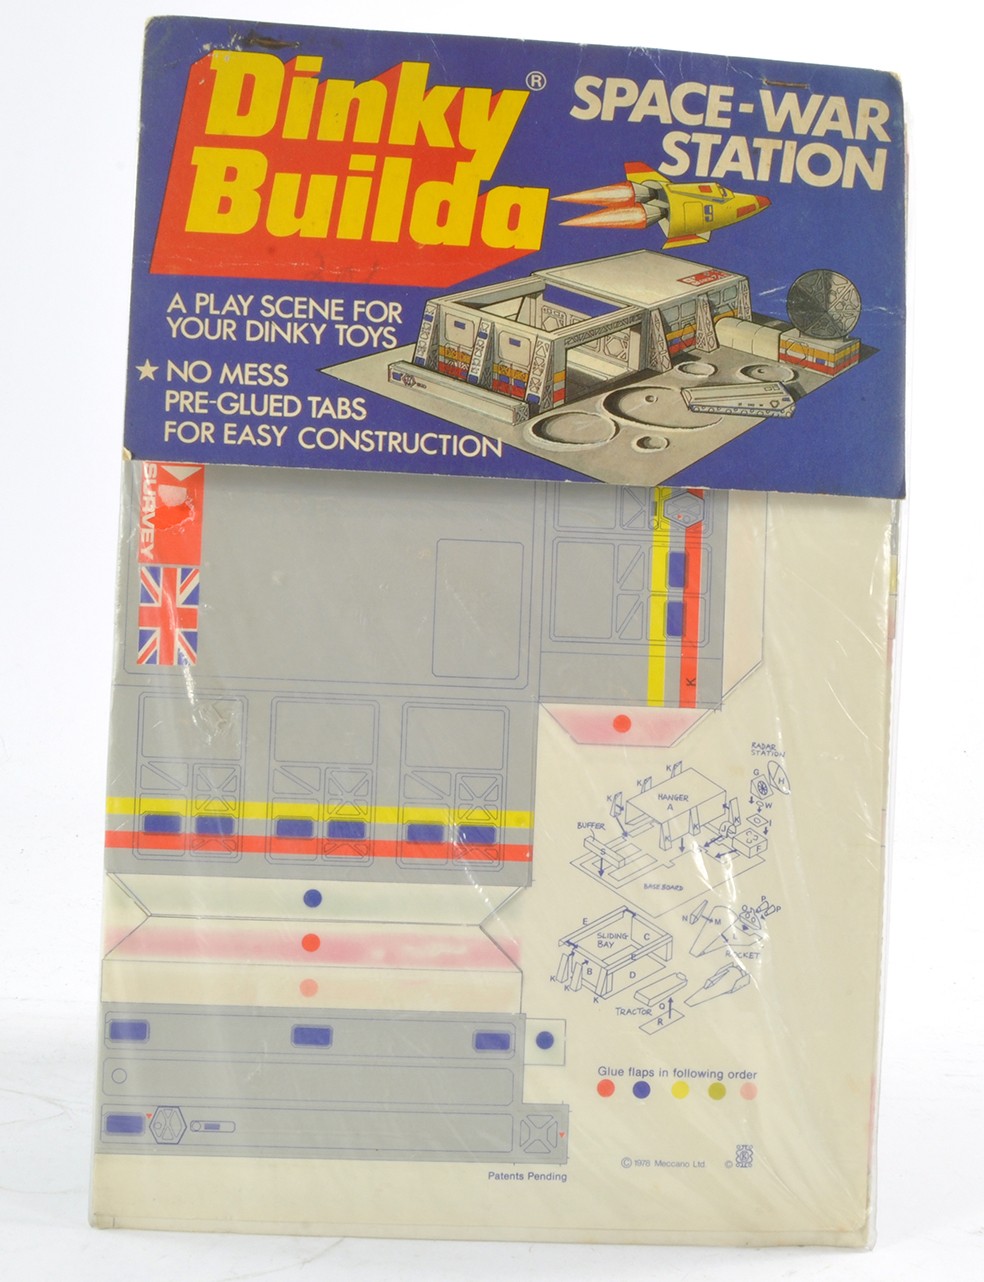 Dinky®
Builda
SPACE-WAR
STATION
A PLAY SCENE FOR
YOUR DINKY TOYS
★ NO MESS
PRE-GLUED TABS
FOR EASY CONSTRUCTION
SURVEY
K
RADAR
STATION
K K
G H
K
HANGER
A
W
BUFFER
K K
I
S
F
BASE BOARD
E
SLIDING
BAY
C
E
B
D
K
K
K
N M P
P
L
ROCKET
TRACTOR
Q
R
Glue flaps in following order
© 1978 Meccano Ltd. ©
Patents Pending